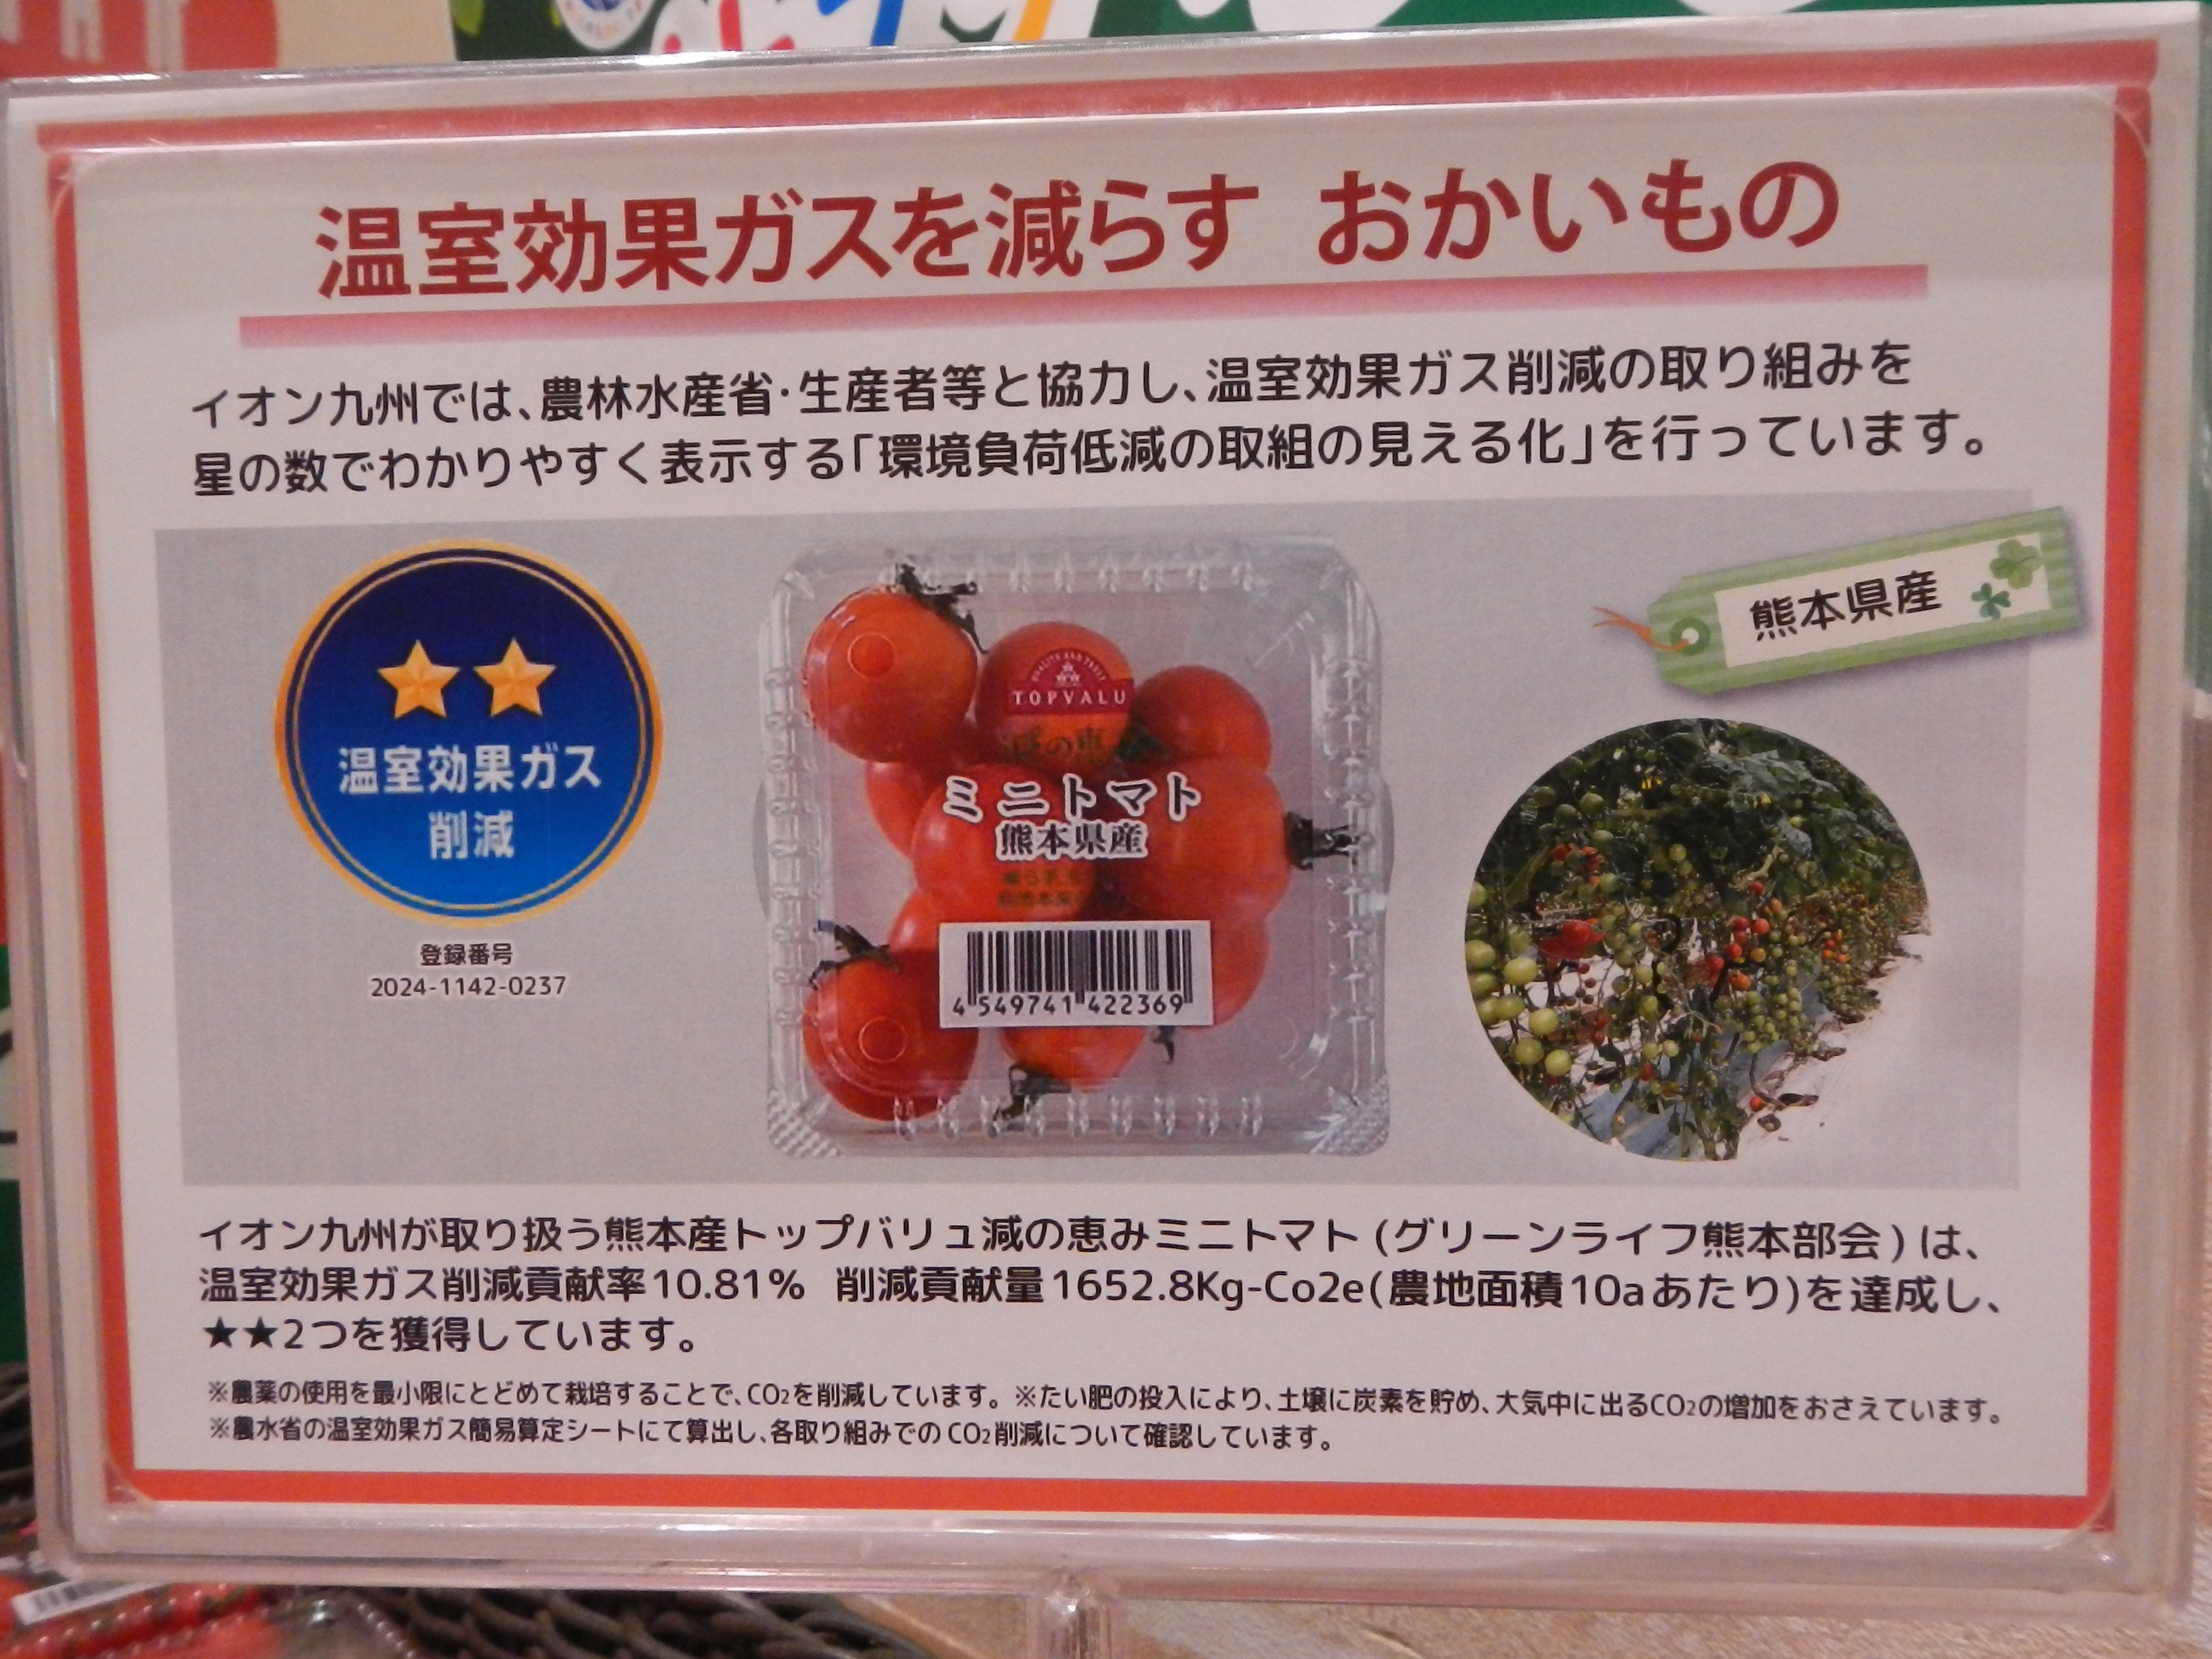 温室効果ガスを減らす おかいもの
イオン九州では、農林水産省・生産者等と協力し、温室効果ガス削減の取り組みを
星の数でわかりやすく表示する「環境負荷低減の取組の見える化」を行っています。
熊本県産
温室効果ガス
削減
登録番号
2024-1142-0237
QUALITY AND TRUST
TOPVALU
の恵
ミニトマト
熊本県産
4 549741 422369
イオン九州が取り扱う熊本産トップバリュ減の恵みミニトマト(グリーンライフ熊本部会)は、
温室効果ガス削減貢献率10.81% 削減貢献量1652.8Kg-Co2e(農地面積10aあたり)を達成し、
★★2つを獲得しています。
※農薬の使用を最小限にとどめて栽培することで、CO2を削減しています。※たい肥の投入により、土壌に炭素を貯め、大気中に出るCO2の増加をおさえています。
※農水省の温室効果ガス簡易算定シートにて算出し、各取り組みでのCO2削減について確認しています。